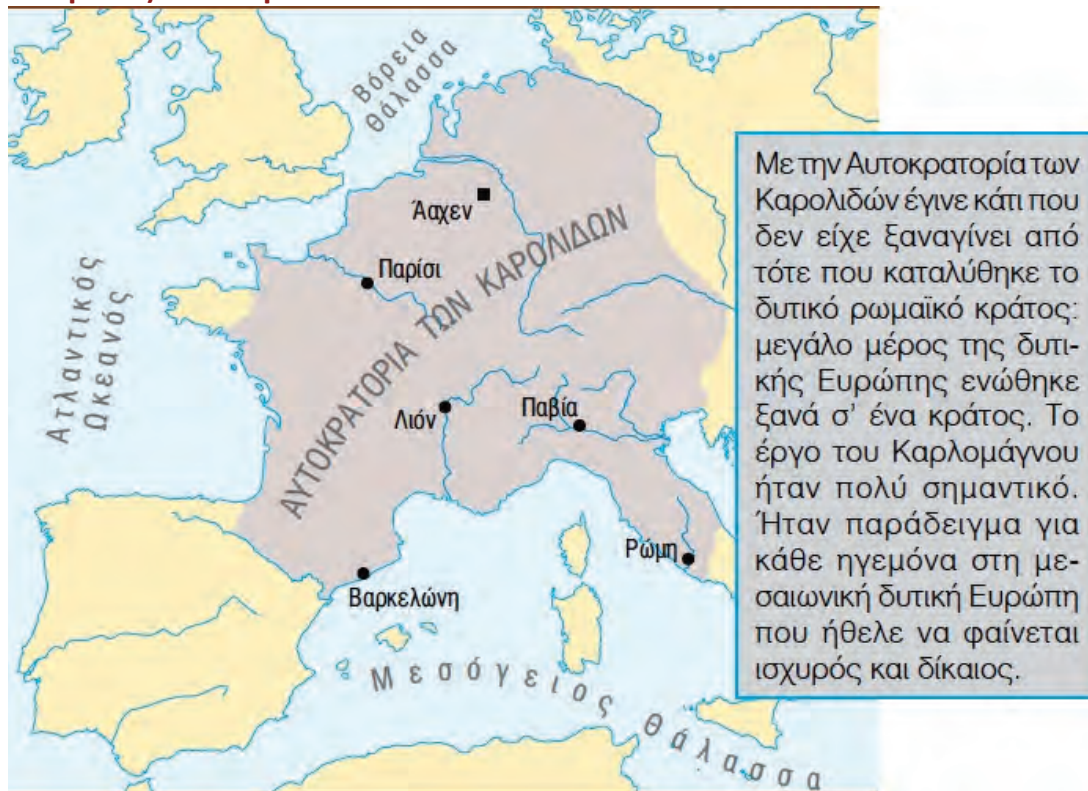 Βόρεια
Θάλασσα
Άαχεν
Παρίσι
ΑΥΤΟΚΡΑΤΟΡΙΑ ΤΩΝ ΚΑΡΟΛΙΔΩΝ
Ατλαντικός
Ωκεανός
Λιόν
Παβία
Ρώμη
Βαρκελώνη
Μεσόγειος Θάλασσα
Με την Αυτοκρατορία των
Καρολιδών έγινε κάτι που
δεν είχε ξαναγίνει από
τότε που καταλύθηκε το
δυτικό ρωμαϊκό κράτος:
μεγάλο μέρος της δυτι-
κής Ευρώπης ενώθηκε
ξανά σ' ένα κράτος. Το
έργο του Καρλομάγνου
ήταν πολύ σημαντικό.
Ήταν παράδειγμα για
κάθε ηγεμόνα στη με-
σαιωνική δυτική Ευρώπη
που ήθελε να φαίνεται
ισχυρός και δίκαιος.